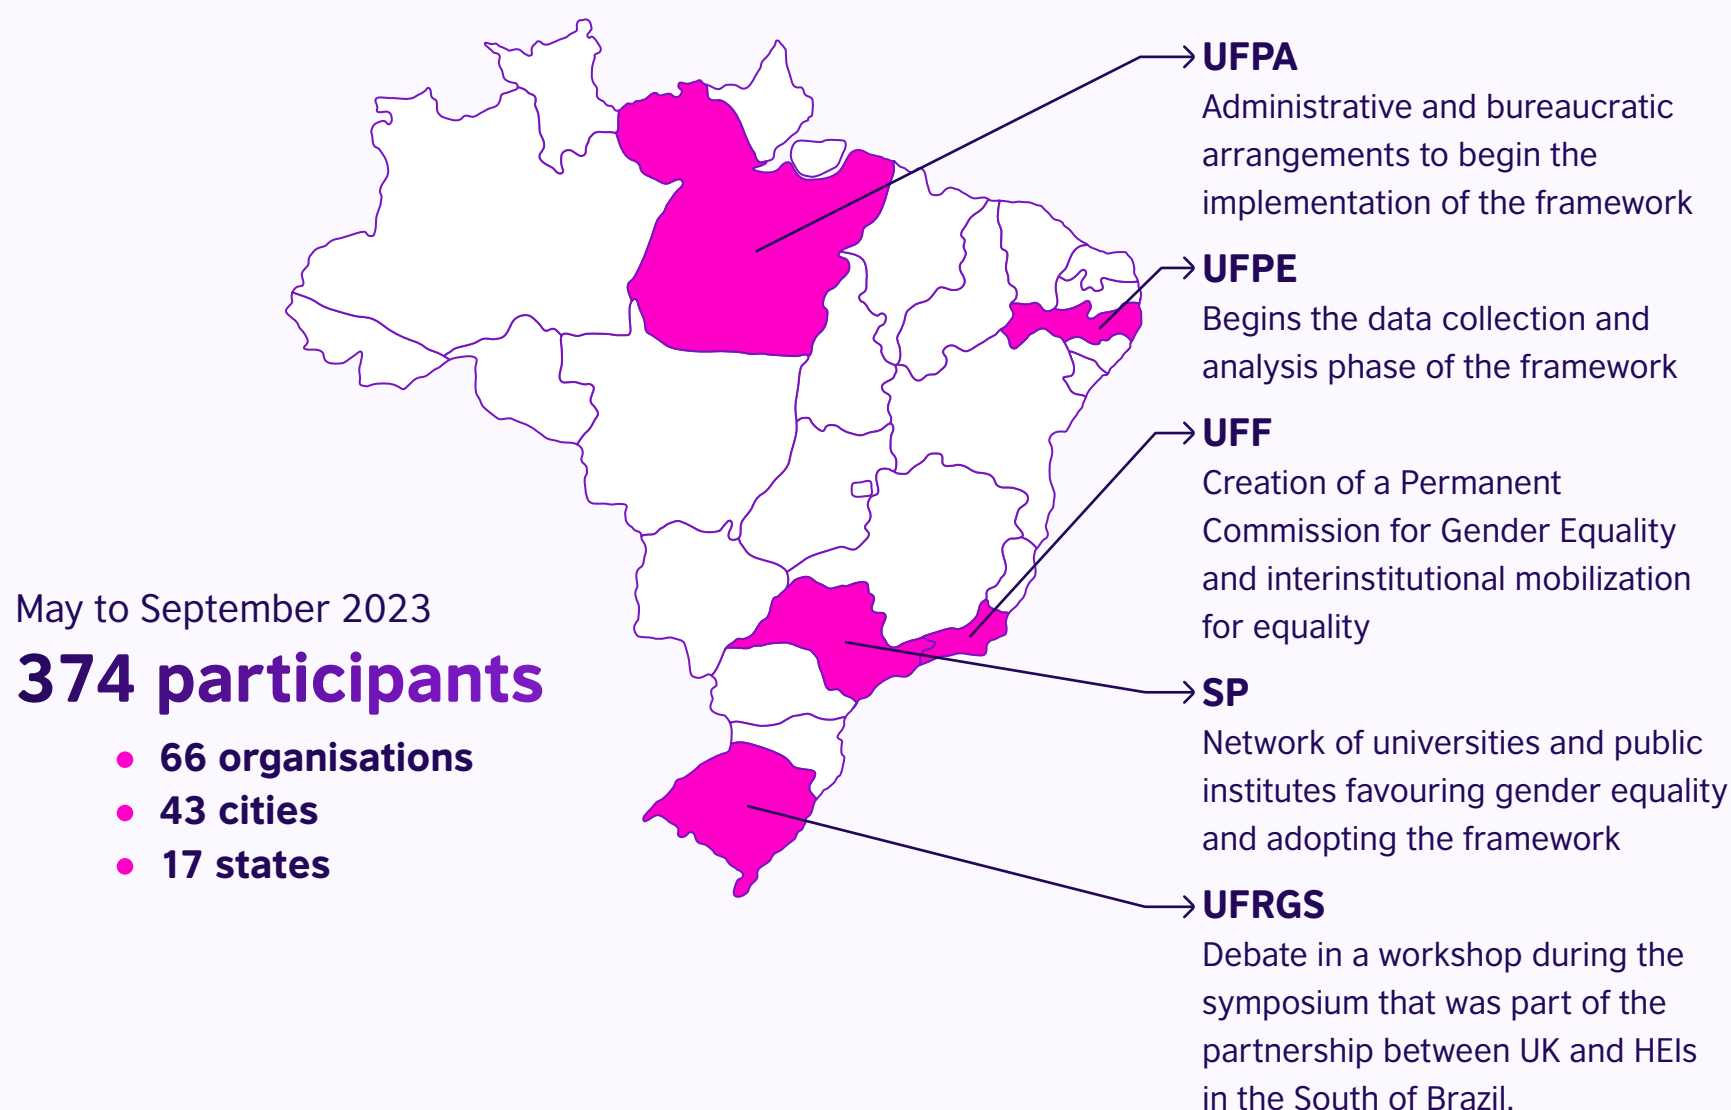 UFPA
Administrative and bureaucratic
arrangements to begin the
implementation of the framework
UFPE
Begins the data collection and
analysis phase of the framework
UFF
Creation of a Permanent
Commission for Gender Equality
and interinstitutional mobilization
for equality
May to September 2023
374 participants
66 organisations
43 cities
17 states
SP
Network of universities and public
institutes favouring gender equality
and adopting the framework
UFRGS
Debate in a workshop during the
symposium that was part of the
partnership between UK and HEIs
in the South of Brazil.